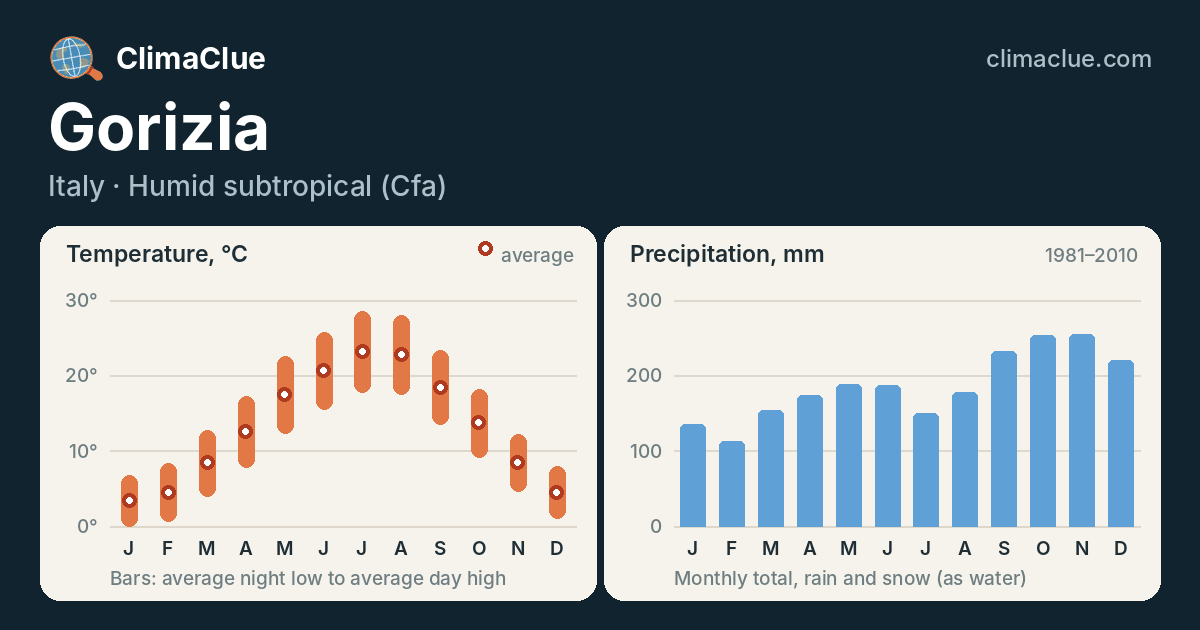 ClimaClue
climaclue.com
Gorizia
Italy · Humid subtropical (Cfa)
Temperature, °C
average
30°
20°
10°
0°
J F M A M J J A S O N D
Bars: average night low to average day high
Precipitation, mm
1981–2010
300
200
100
0
J F M A M J J A S O N D
Monthly total, rain and snow (as water)